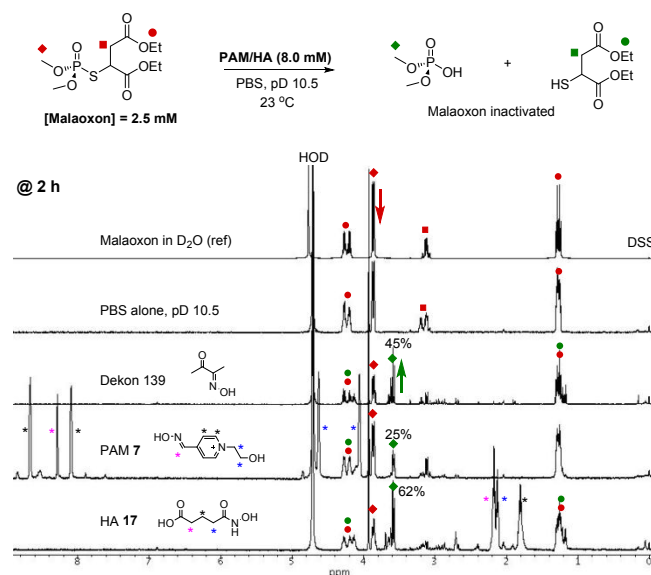 O
OEt
OEt
O
P
O
O
S
O
[Malaoxon] = 2.5 mM
PAM/HA (8.0 mM)
PBS, pD 10.5
23 °C
O
P
O
OH
O
+
O
OEt
OEt
HS
O
Malaoxon inactivated
@ 2 h
HOD
Malaoxon in D₂O (ref)
DSS
PBS alone, pD 10.5
45%
Dekon 139
O
N
OH
25%
PAM 7
HO
N
+
N
OH
62%
HA 17
O
HO
O
N
H
OH
8 7 6 5 4 3 2 1 0
ppm